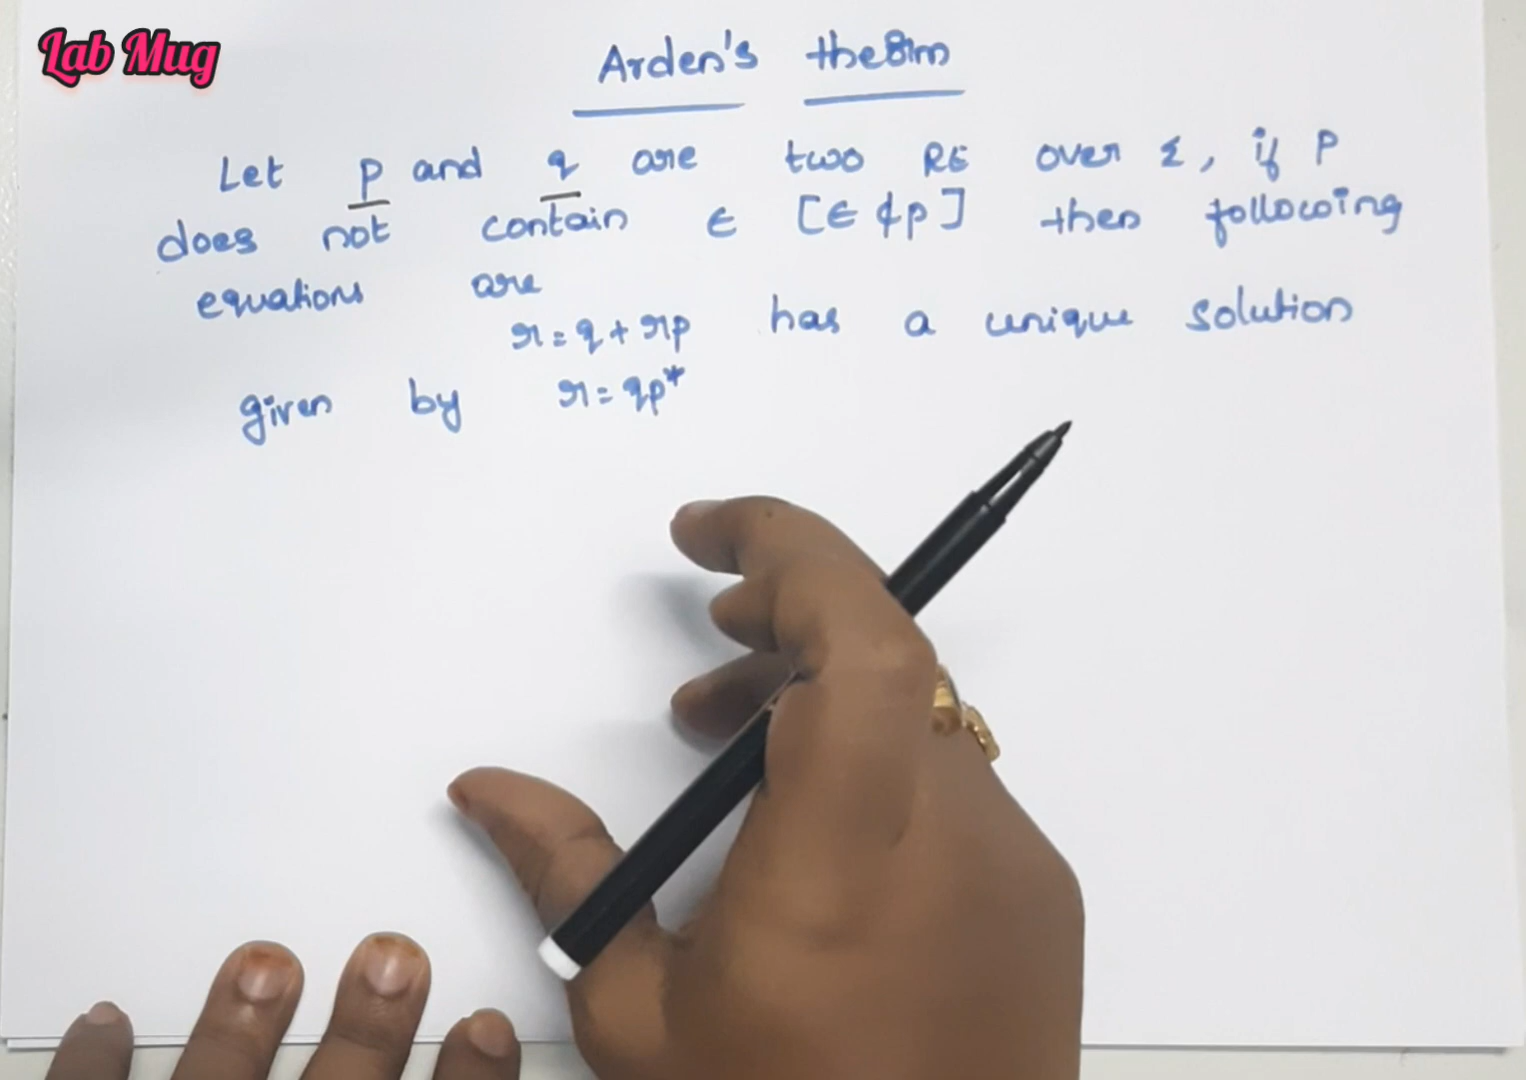 Lab Mug
Arden's theorm
Let p and q are two RE over Σ, if P
does not contain ϵ [ϵ ∉ p] then following
equations are
r = q + rp has a unique solution
given by r = qp*